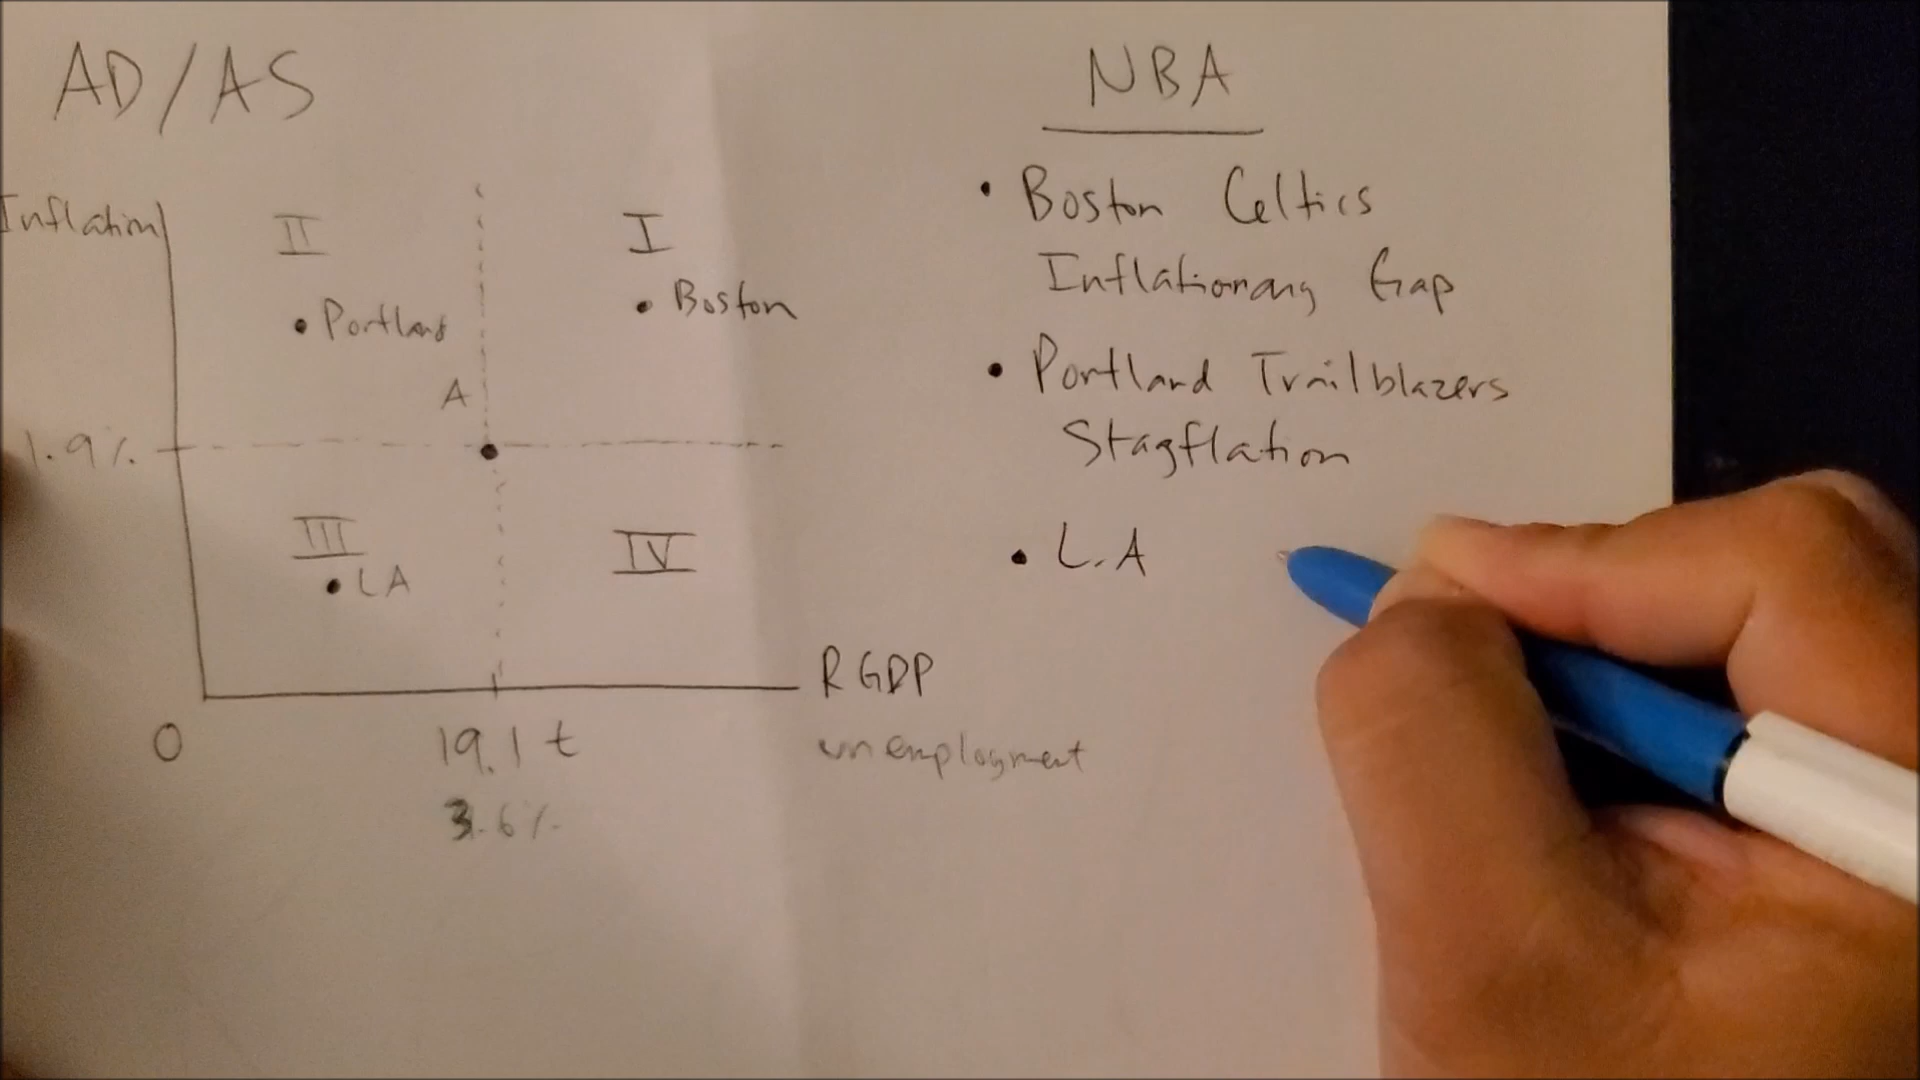 AD/AS
Inflation
II
I
• Portland
• Boston
A
1.9%
III
IV
• LA
R GDP
0
19.1 t
unemployment
3.6%
NBA
• Boston Celtics
Inflationary Gap
• Portland Trailblazers
Stagflation
• L.A